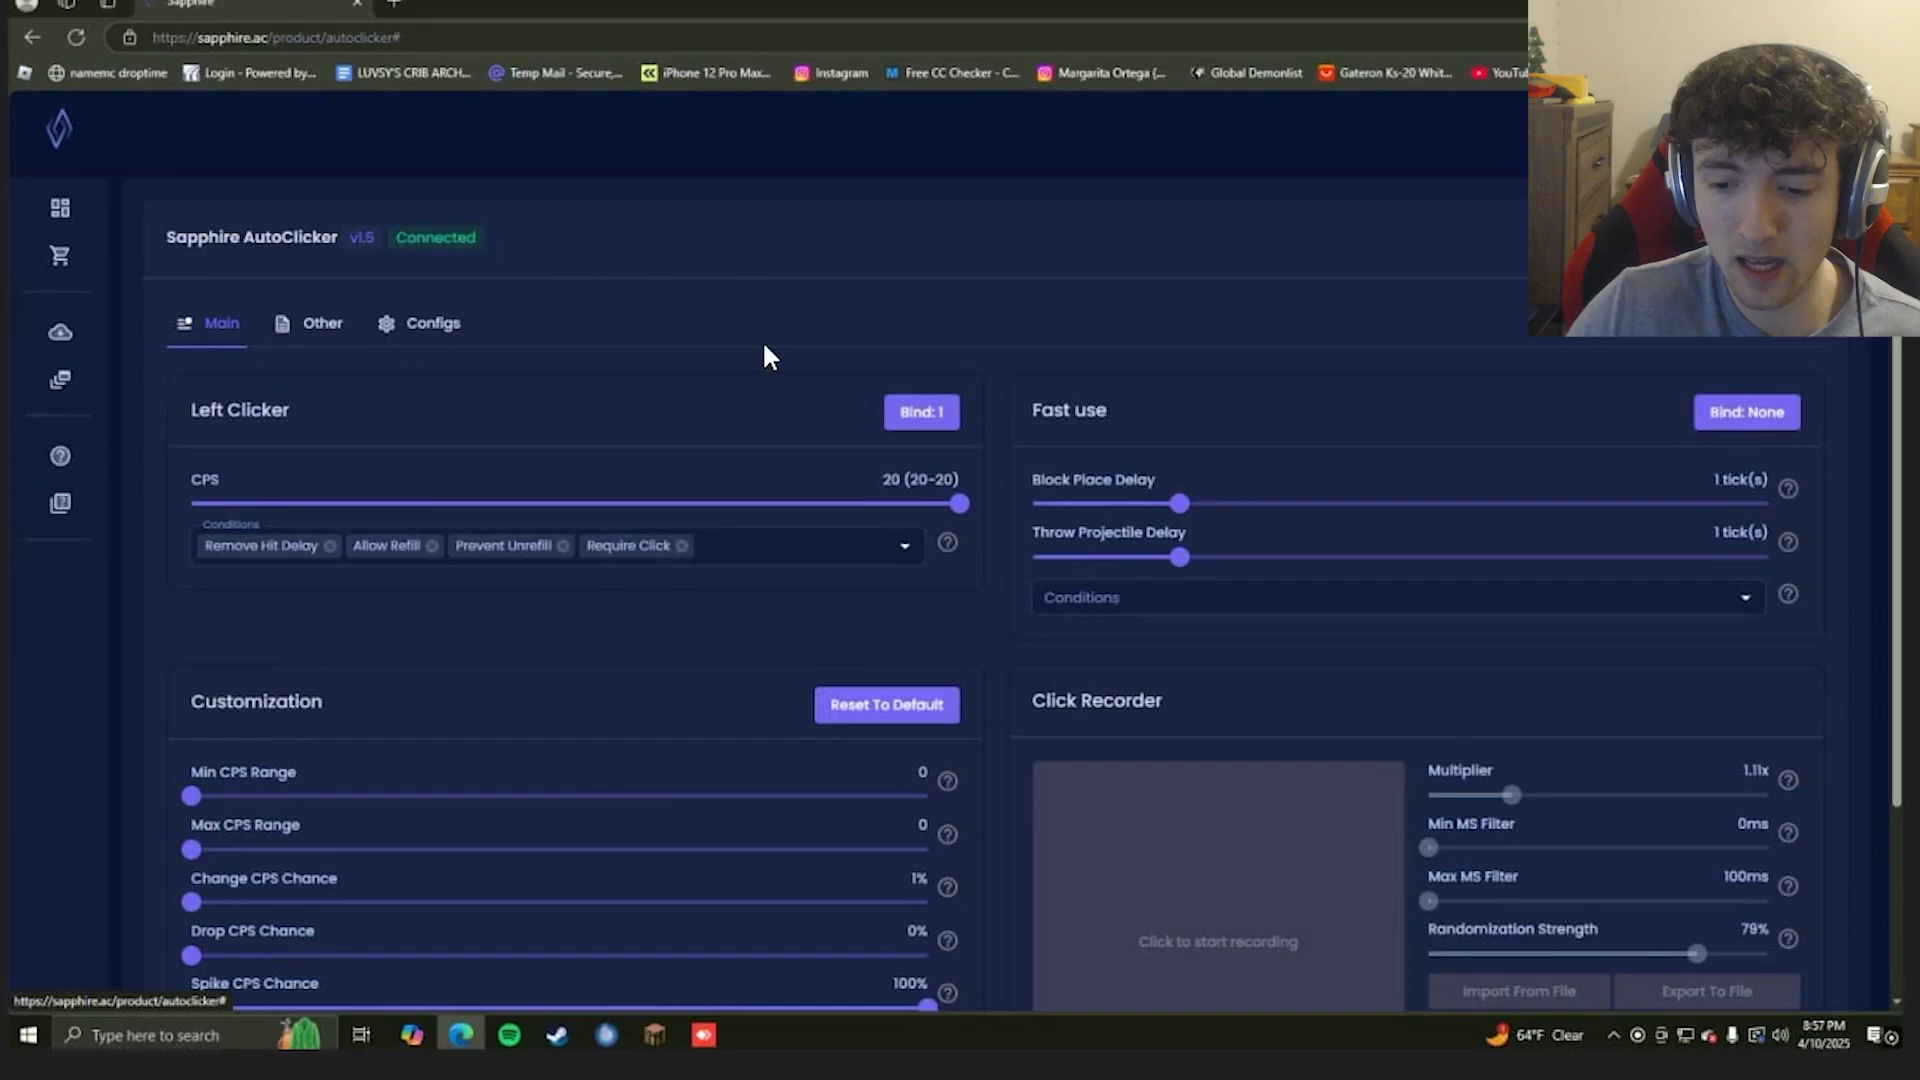 Sapphire
https://sapphire.ac/product/autoclicker#
namemc droptime
Login - Powered by...
LUVSY'S CRIB ARCH...
Temp Mail - Secure,...
iPhone 12 Pro Max...
Instagram
Free CC Checker - C...
Margarita Ortega (...
Global Demonlist
Gateron Ks-20 Whit...
YouTu
Sapphire AutoClicker v1.5 Connected
Main
Other
Configs
Left Clicker
Bind: 1
CPS
20 (20-20)
Conditions
Remove Hit Delay
Allow Refill
Prevent Unrefill
Require Click
Fast use
Bind: None
Block Place Delay
1 tick(s)
Throw Projectile Delay
1 tick(s)
Conditions
Customization
Reset To Default
Min CPS Range
0
Max CPS Range
0
Change CPS Chance
1%
Drop CPS Chance
0%
Spike CPS Chance
100%
Click Recorder
Click to start recording
Multiplier
1.11x
Min MS Filter
0ms
Max MS Filter
100ms
Randomization Strength
79%
Import From File
Export To File
https://sapphire.ac/product/autoclicker#
Type here to search
64°F Clear
8:57 PM
4/10/2025